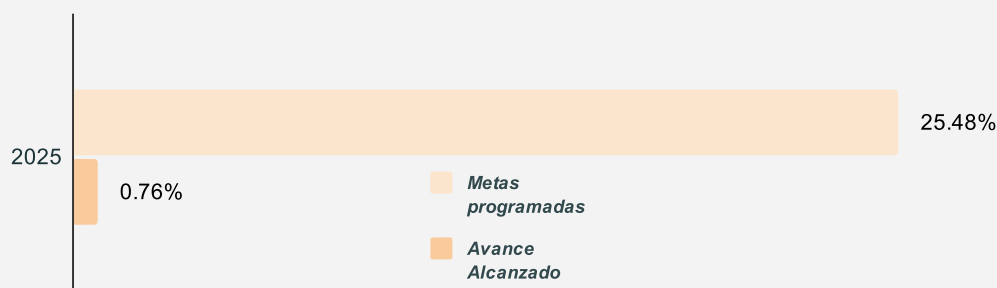 25.48%
2025
0.76%
Metas
programadas
Avance
Alcanzado